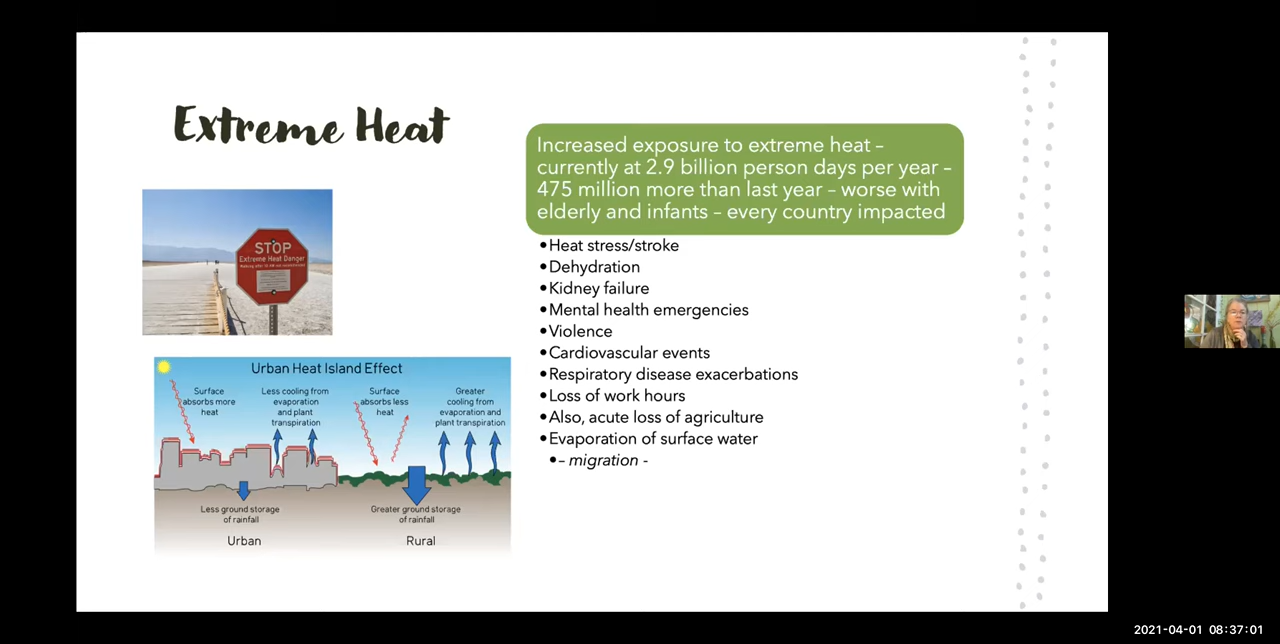 Extreme Heat
Increased exposure to extreme heat –
currently at 2.9 billion person days per year –
475 million more than last year – worse with
elderly and infants – every country impacted
•Heat stress/stroke
•Dehydration
•Kidney failure
•Mental health emergencies
•Violence
•Cardiovascular events
•Respiratory disease exacerbations
•Loss of work hours
•Also, acute loss of agriculture
•Evaporation of surface water
•– migration -
STOP
Extreme Heat Danger
Urban Heat Island Effect
Surface
absorbs more
heat
Less cooling from
evaporation
and plant
transpiration
Surface
absorbs less
heat
Greater
cooling from
evaporation and
plant transpiration
Less ground storage
of rainfall
Greater ground storage
of rainfall
Urban
Rural
2021-04-01 08:37:01